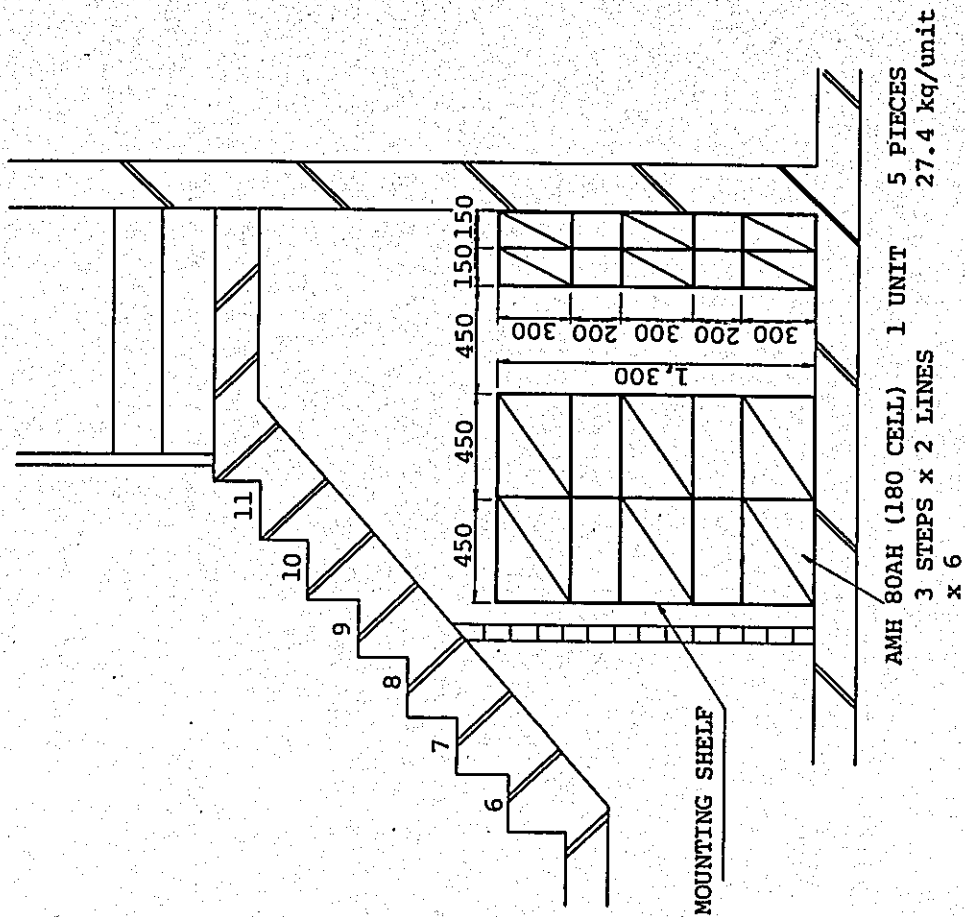 11
10
9
8
7
6
450 450 450 150 150
300 200 300 200 300
1,300
MOUNTING SHELF
AMH 80AH (180 CELL) 1 UNIT 5 PIECES
3 STEPS x 2 LINES 27.4 kg/unit
x 6